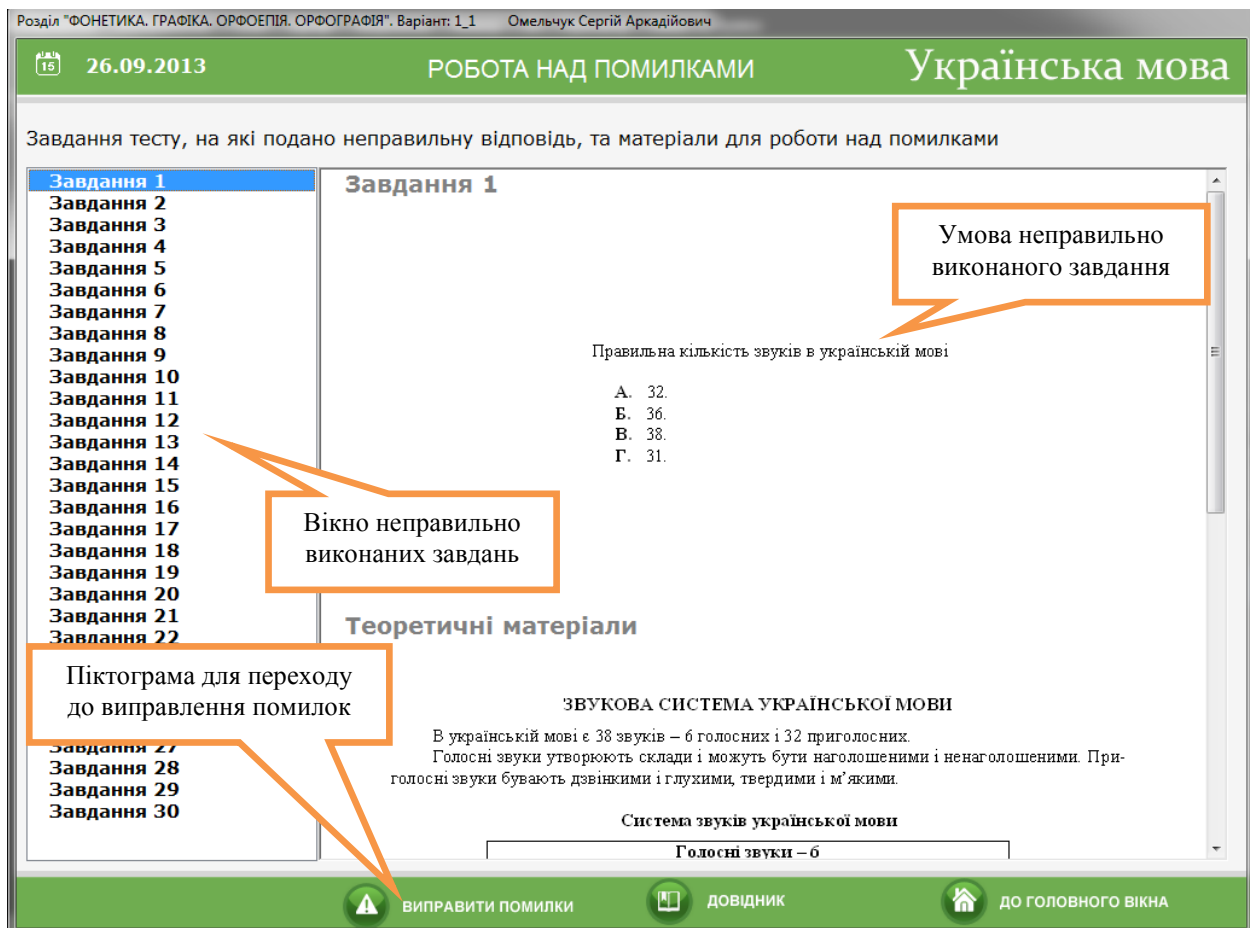 Розділ "ФОНЕТИКА. ГРАФІКА. ОРФОЕПІЯ. ОРФОГРАФІЯ". Варіант: 1_1 Омельчук Сергій Аркадійович
15 26.09.2013 РОБОТА НАД ПОМИЛКАМИ Українська мова
Завдання тесту, на які подано неправильну відповідь, та матеріали для роботи над помилками
Завдання 1
Завдання 2
Завдання 3
Завдання 4
Завдання 5
Завдання 6
Завдання 7
Завдання 8
Завдання 9
Завдання 10
Завдання 11
Завдання 12
Завдання 13
Завдання 14
Завдання 15
Завдання 16
Завдання 17
Завдання 18
Завдання 19
Завдання 20
Завдання 21
Завдання 22
Завдання 27
Завдання 28
Завдання 29
Завдання 30
Вікно неправильно
виконаних завдань
Піктограма для переходу
до виправлення помилок
Завдання 1
Умова неправильно
виконаного завдання
Правильна кількість звуків в українській мові
А. 32.
Б. 36.
В. 38.
Г. 31.
Теоретичні матеріали
ЗВУКОВА СИСТЕМА УКРАЇНСЬКОЇ МОВИ
В українській мові є 38 звуків – 6 голосних і 32 приголосних.
Голосні звуки утворюють склади і можуть бути наголошеними і ненаголошеними. При-
голосні звуки бувають дзвінкими і глухими, твердими і м’якими.
Система звуків української мови
Голосні звуки – 6
ВИПРАВИТИ ПОМИЛКИ ДОВІДНИК ДО ГОЛОВНОГО ВІКНА